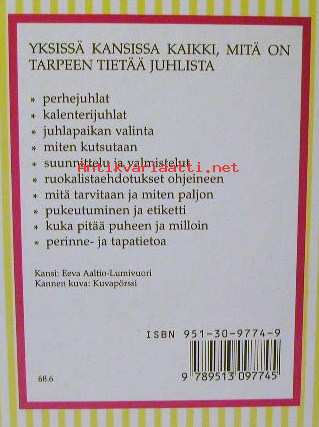 YKSISSÄ KANSISSA KAIKKI, MITÄ ON
TARPEEN TIETÄÄ JUHLISTA
* perhejuhlat
* kalenterijuhlat
* juhlapaikan valinta
* miten kutsutaan
* suunnittelu ja valmistelut
Antikvariaatti.net
* ruokalistaehdotukset ohjeineen
* mitä tarvitaan ja miten paljon
* pukeutuminen ja etiketti
* kuka pitää puheen ja milloin
* perinne- ja tapatietoa
Kansi: Eeva Aaltio-Lumivuori
Kannen kuva: Kuvapörssi
ISBN 951-30-9774-9
68.6
9 789513 097745